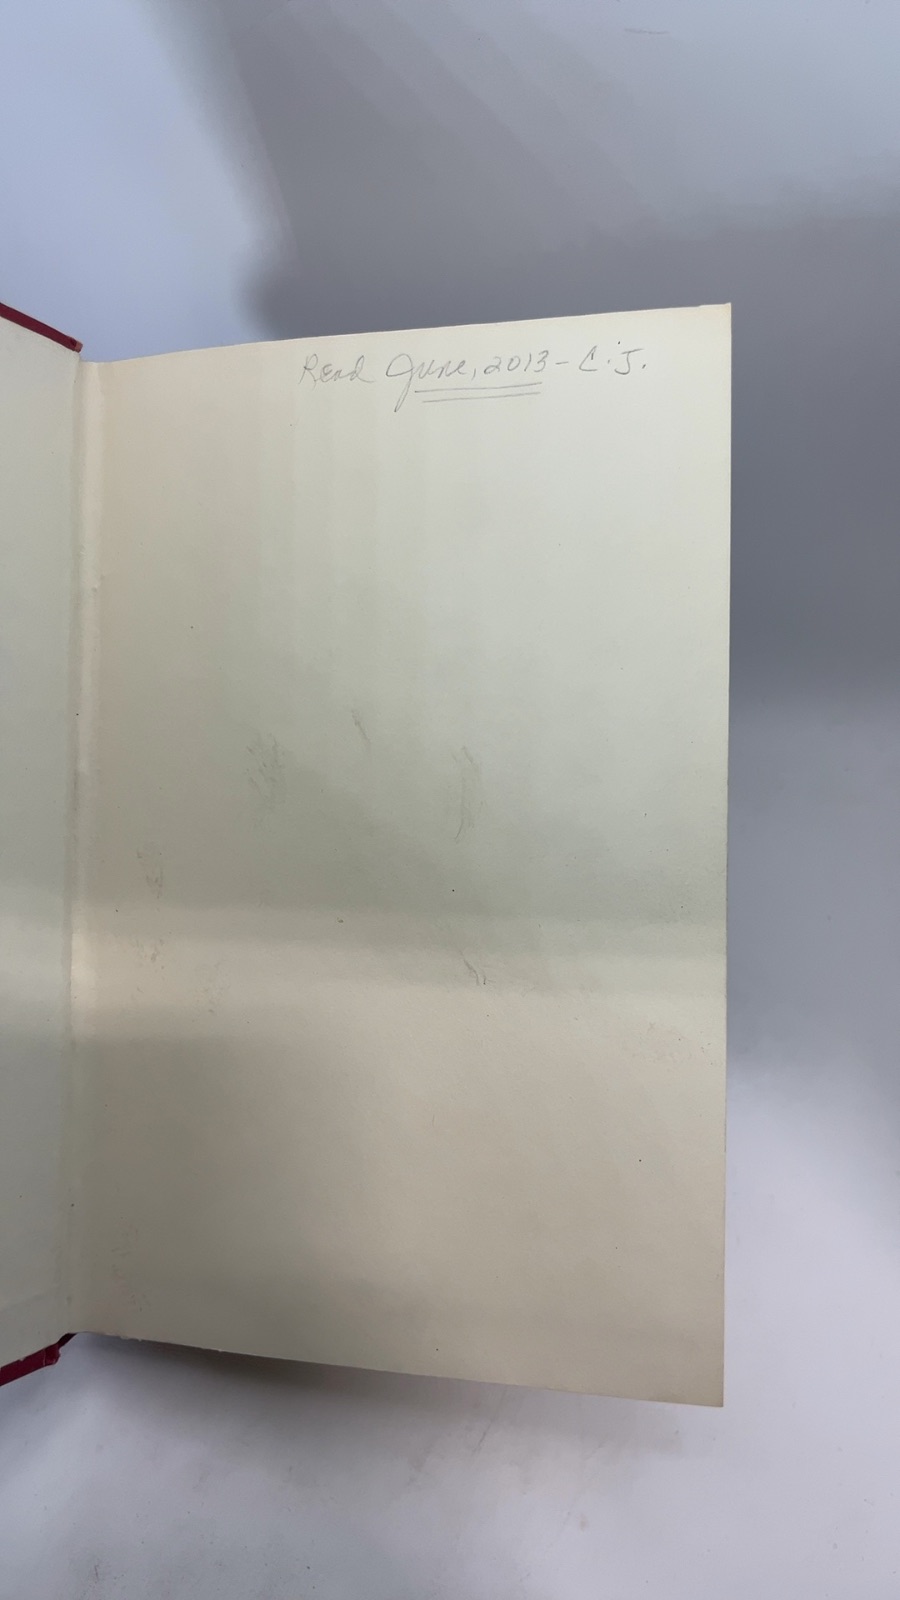 Read June, 2013 - C.J.